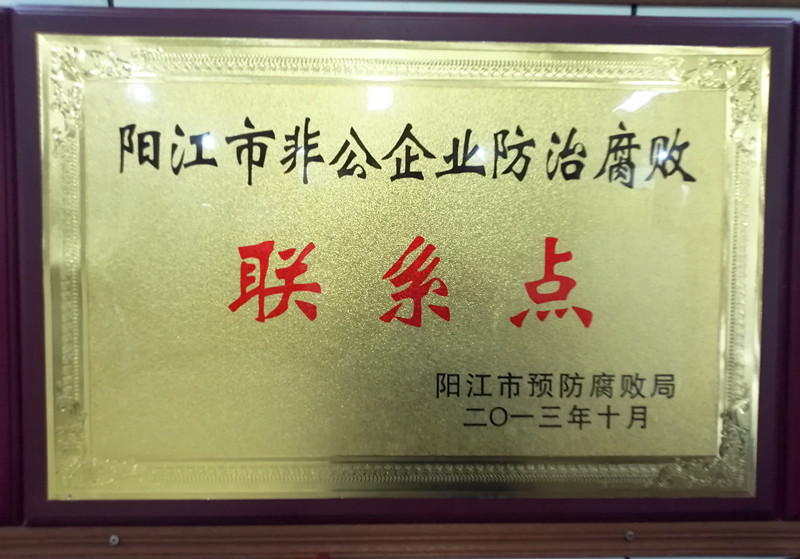 阳江市非公企业防治腐败
联系点
阳江市预防腐败局
二〇一三年十月